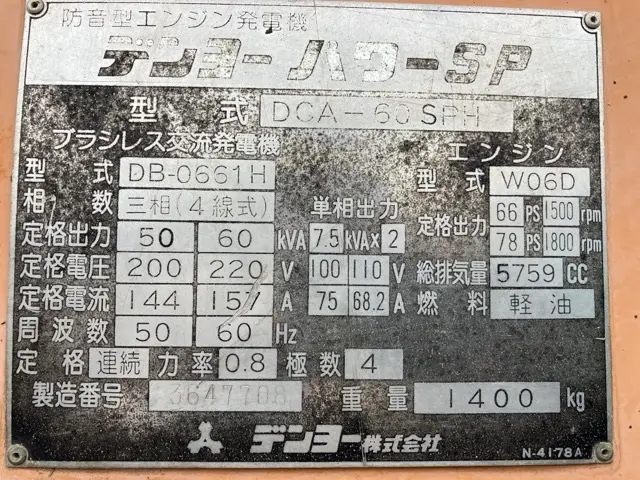 防音型エンジン発電機
デンヨーパワーSP
型式 DCA-60SPH
ブラシレス交流発電機 エンジン
型式 DB-0661H 型式 W06D
相数 三相(4線式) 単相出力 定格出力 66 PS 1500 rpm
定格出力 50 60 KVA 7.5 kVA×2 78 PS 1800 rpm
定格電圧 200 220 V 100 110 V 総排気量 5759 CC
定格電流 144 157 A 75 68.2 A 燃料 軽油
周波数 50 60 Hz
定格 連続 力率 0.8 極数 4
製造番号 3647708 重量 1400 kg
デンヨー株式会社 N-4178A